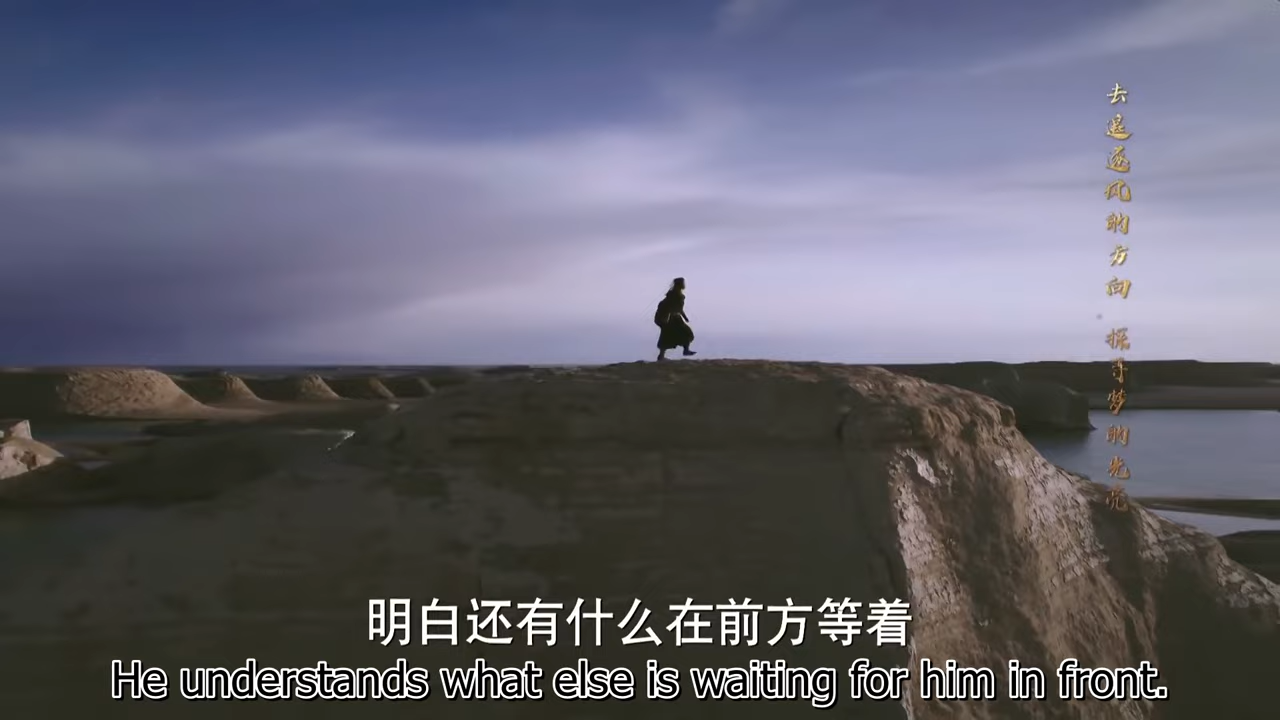 去追逐风的方向 探寻梦的光亮
明白还有什么在前方等着
He understands what else is waiting for him in front.